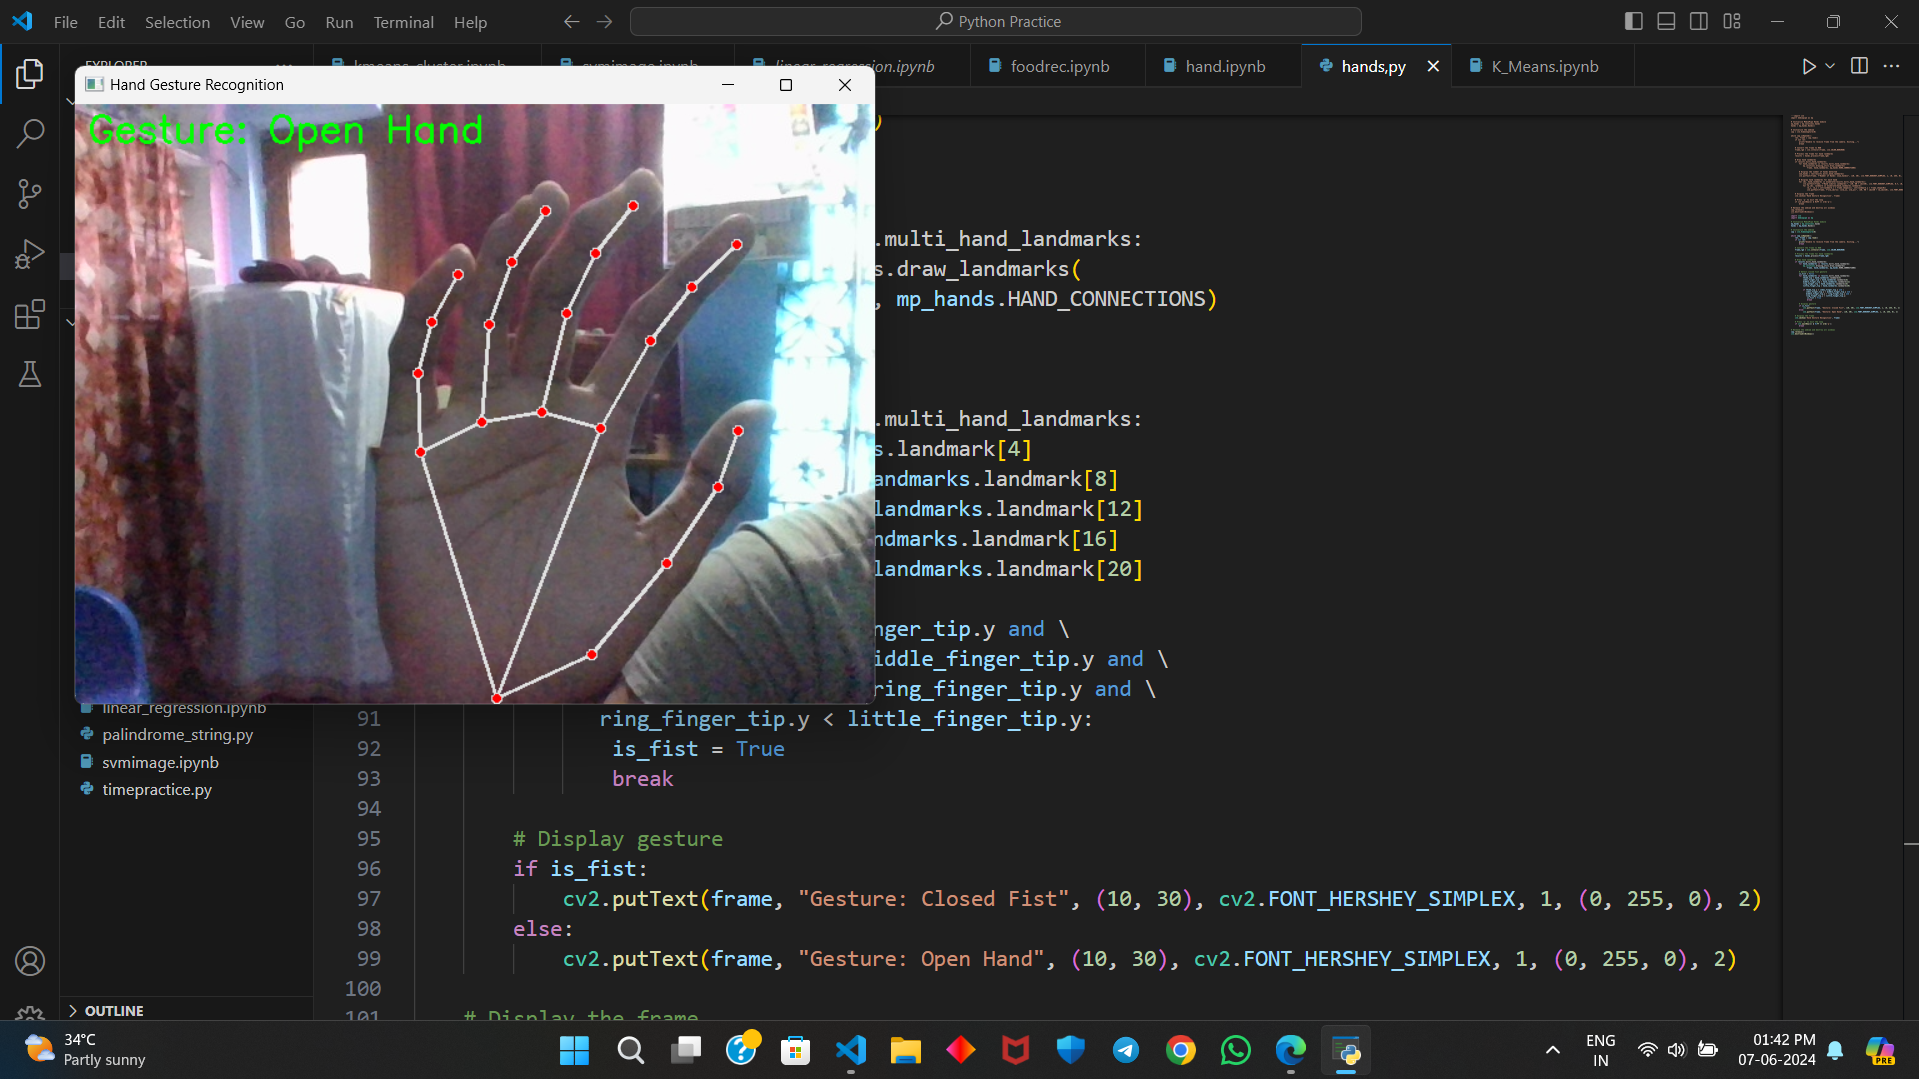 File Edit Selection View Go Run Terminal Help
Python Practice
EXPLORER
kmeans_cluster.ipynb svmimage.ipynb linear_regression.ipynb foodrec.ipynb hand.ipynb hands.py K_Means.ipynb
Hand Gesture Recognition
Gesture: Open Hand
)
.multi_hand_landmarks:
s.draw_landmarks(
, mp_hands.HAND_CONNECTIONS)
.multi_hand_landmarks:
s.landmark[4]
andmarks.landmark[8]
landmarks.landmark[12]
ndmarks.landmark[16]
landmarks.landmark[20]
nger_tip.y and \
iddle_finger_tip.y and \
ring_finger_tip.y and \
91 ring_finger_tip.y < little_finger_tip.y:
92 is_fist = True
93 break
94
95 # Display gesture
96 if is_fist:
97 cv2.putText(frame, "Gesture: Closed Fist", (10, 30), cv2.FONT_HERSHEY_SIMPLEX, 1, (0, 255, 0), 2)
98 else:
99 cv2.putText(frame, "Gesture: Open Hand", (10, 30), cv2.FONT_HERSHEY_SIMPLEX, 1, (0, 255, 0), 2)
100
101 # Display the frame
linear_regression.ipynb
palindrome_string.py
svmimage.ipynb
timepractice.py
OUTLINE
34°C
Partly sunny
ENG
IN
01:42 PM
07-06-2024
PRE